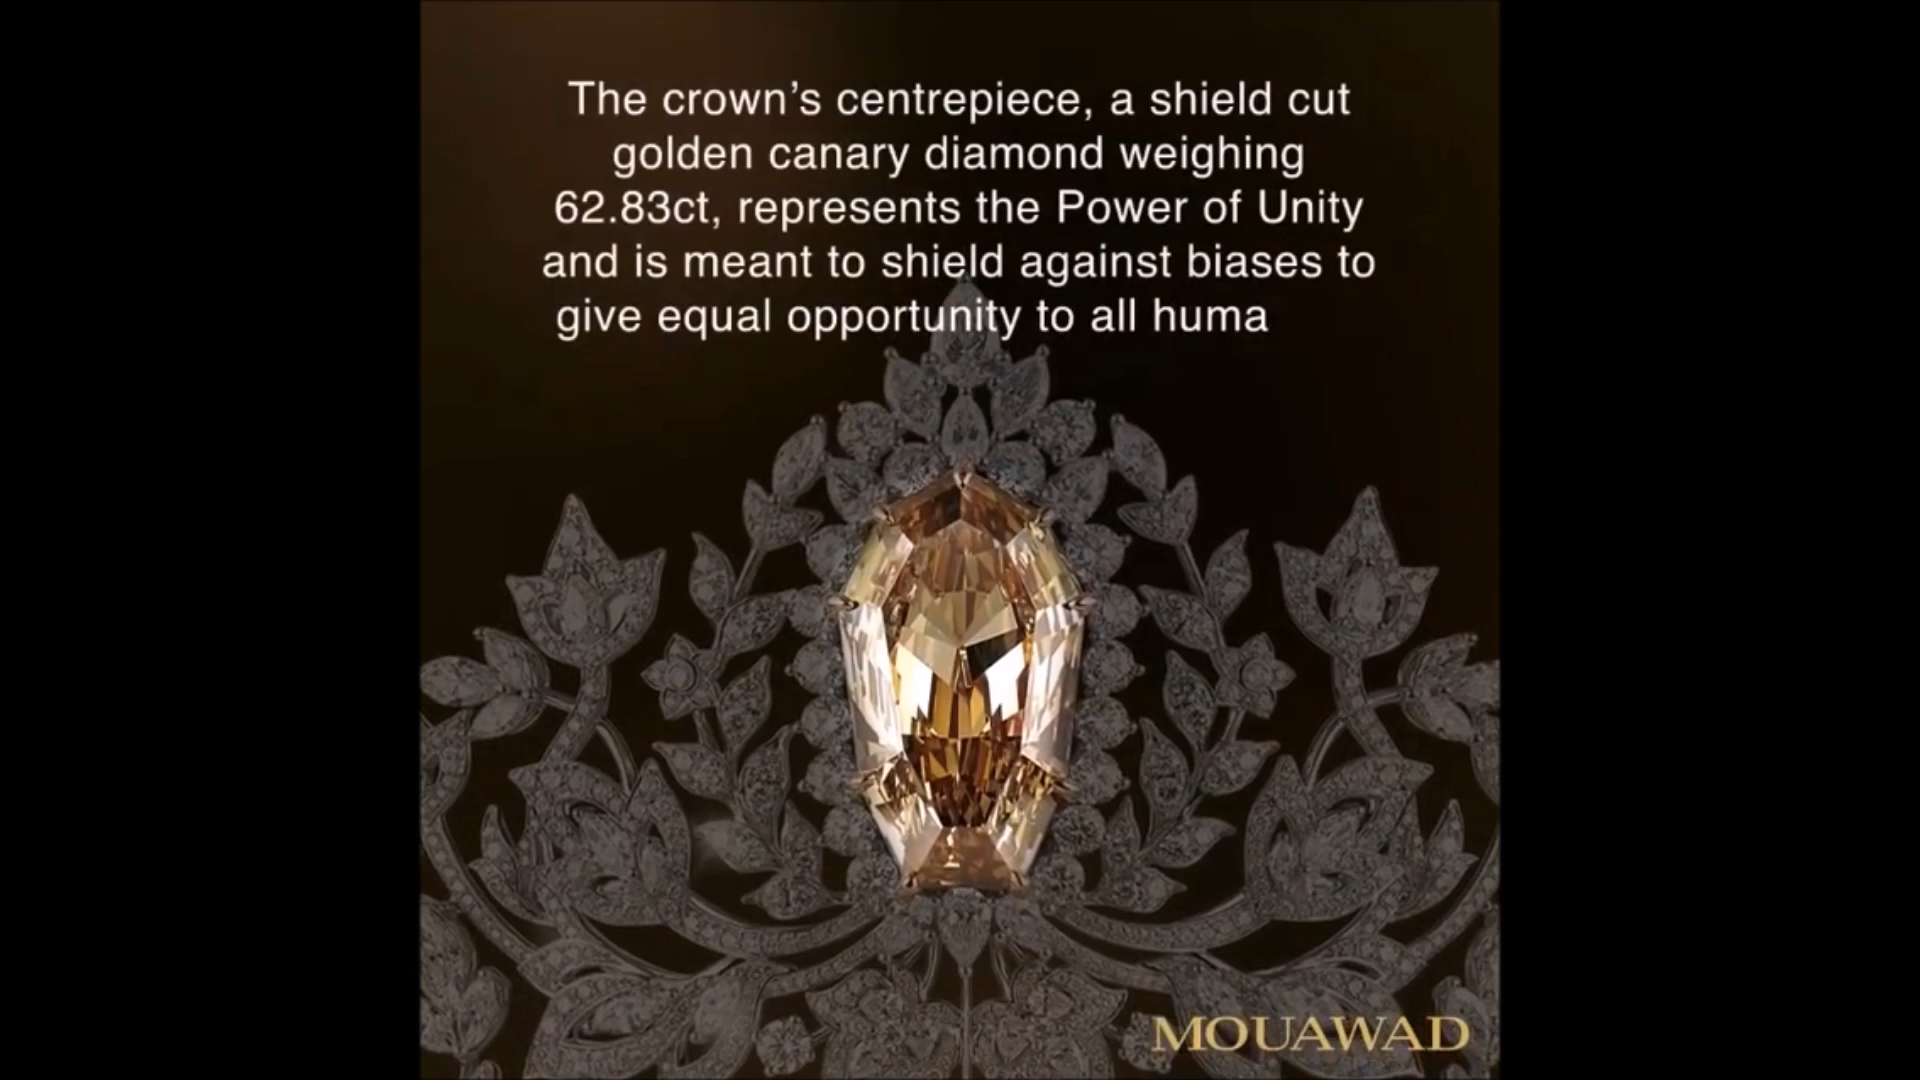 The crown’s centrepiece, a shield cut
golden canary diamond weighing
62.83ct, represents the Power of Unity
and is meant to shield against biases to
give equal opportunity to all huma
MOUAWAD